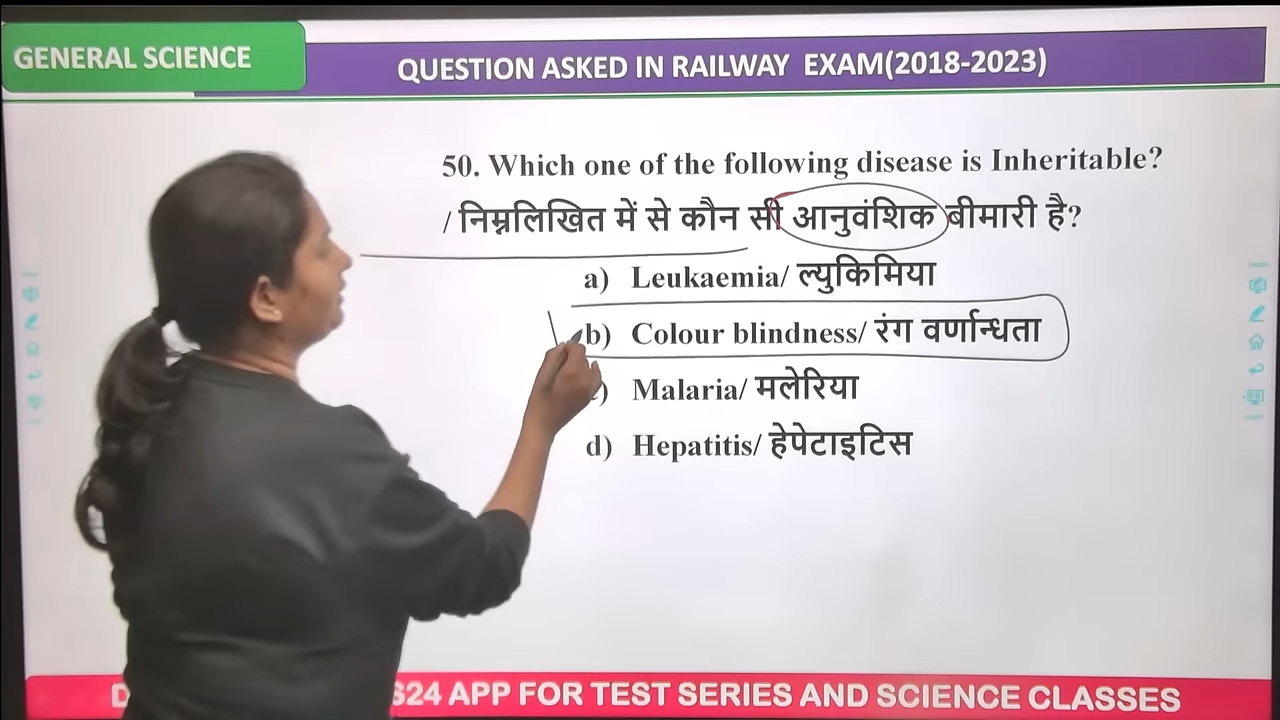 GENERAL SCIENCE
QUESTION ASKED IN RAILWAY EXAM(2018-2023)
50. Which one of the following disease is Inheritable?
/ निम्नलिखित में से कौन सी आनुवंशिक बीमारी है?
a) Leukaemia/ ल्युकिमिया
b) Colour blindness/ रंग वर्णान्धता
Malaria/ मलेरिया
d) Hepatitis/ हेपेटाइटिस
APP FOR TEST SERIES AND SCIENCE CLASSES